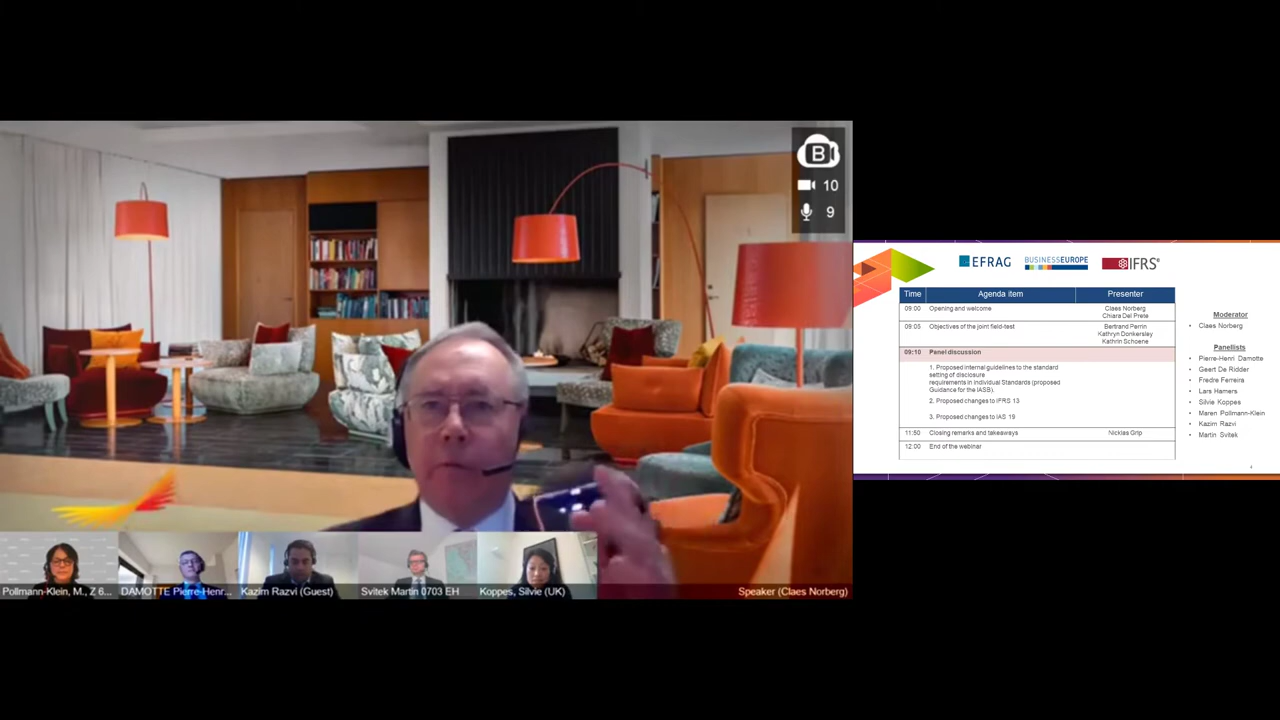 B
10
9
Pollmann-Klein, M., Z 6...
DAMOTTE Pierre-Henr...
Kazim Razvi (Guest)
Svitek Martin 0703 EH
Koppes, Silvie (UK)
Speaker (Claes Norberg)
EFRAG
BUSINESSEUROPE
IFRS®
Time Agenda item Presenter
09:00 Opening and welcome Claes Norberg
Chiara Del Prete
09:05 Objectives of the joint field-test Bertrand Perrin
Kathryn Donkersley
Kathrin Schoene
09:10 Panel discussion
1. Proposed internal guidelines to the standard
setting of disclosure
requirements in individual Standards (proposed
Guidance for the IASB).
2. Proposed changes to IFRS 13
3. Proposed changes to IAS 19
11:50 Closing remarks and takeaways Nicklas Grip
12:00 End of the webinar
Moderator
• Claes Norberg
Panellists
• Pierre-Henri Damotte
• Geert De Ridder
• Fredre Ferreira
• Lars Hamers
• Silvie Koppes
• Maren Pollmann-Klein
• Kazim Razvi
• Martin Svitek